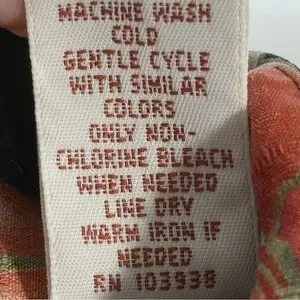 MACHINE WASH
COLD
GENTLE CYCLE
WITH SIMILAR
COLORS
ONLY NON-
CHLORINE BLEACH
WHEN NEEDED
LINE DRY
WARM IRON IF
NEEDED
RN 103938